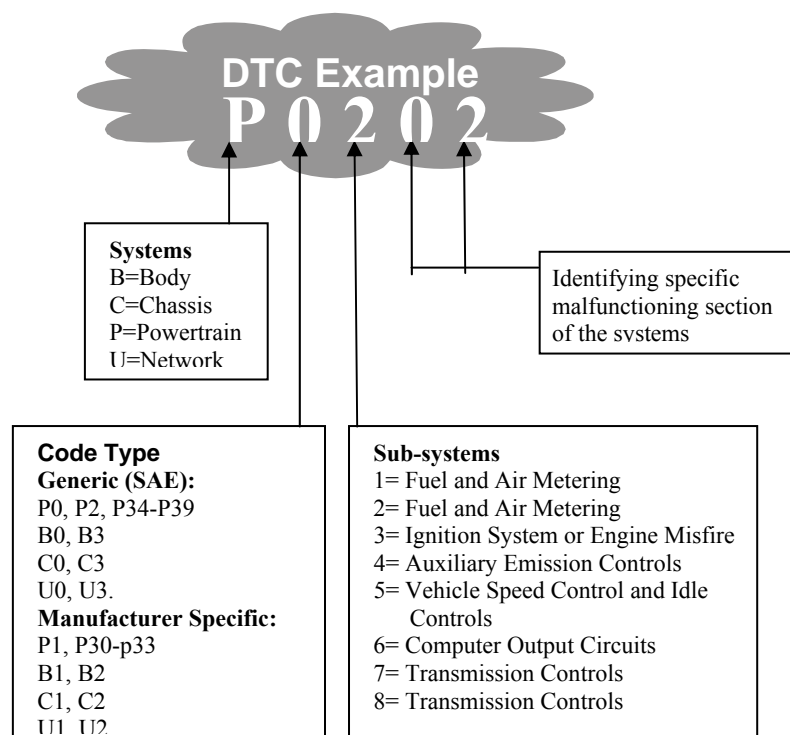 DTC Example
P 0 2 0 2
Systems
B=Body
C=Chassis
P=Powertrain
U=Network
Identifying specific
malfunctioning section
of the systems
Code Type
Generic (SAE):
P0, P2, P34-P39
B0, B3
C0, C3
U0, U3.
Manufacturer Specific:
P1, P30-p33
B1, B2
C1, C2
U1, U2
Sub-systems
1= Fuel and Air Metering
2= Fuel and Air Metering
3= Ignition System or Engine Misfire
4= Auxiliary Emission Controls
5= Vehicle Speed Control and Idle
Controls
6= Computer Output Circuits
7= Transmission Controls
8= Transmission Controls